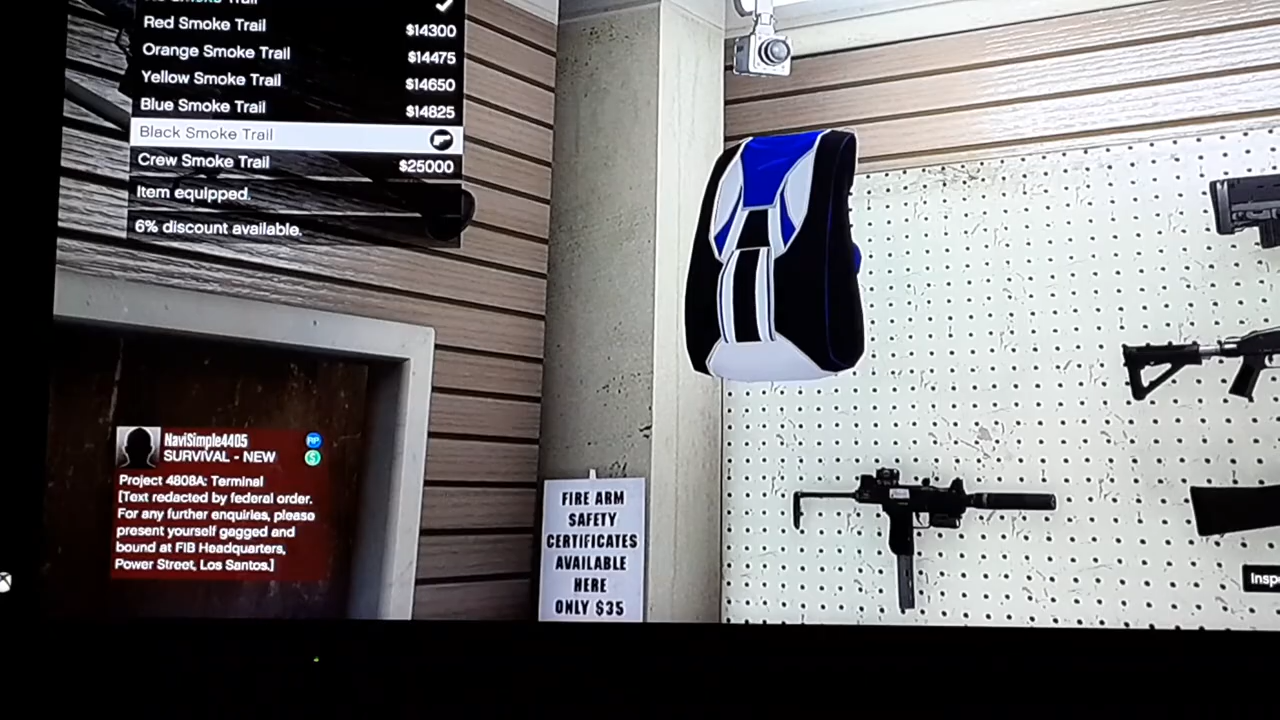 Smoke Trail
Red Smoke Trail $14300
Orange Smoke Trail $14475
Yellow Smoke Trail $14650
Blue Smoke Trail $14825
Black Smoke Trail
Crew Smoke Trail $25000
Item equipped.
6% discount available.
NaviSimple4405 RP
SURVIVAL - NEW $
Project 4808A: Terminal
[Text redacted by federal order.
For any further enquiries, please
present yourself gagged and
bound at FIB Headquarters,
Power Street, Los Santos.]
FIRE ARM
SAFETY
CERTIFICATES
AVAILABLE
HERE
ONLY $35